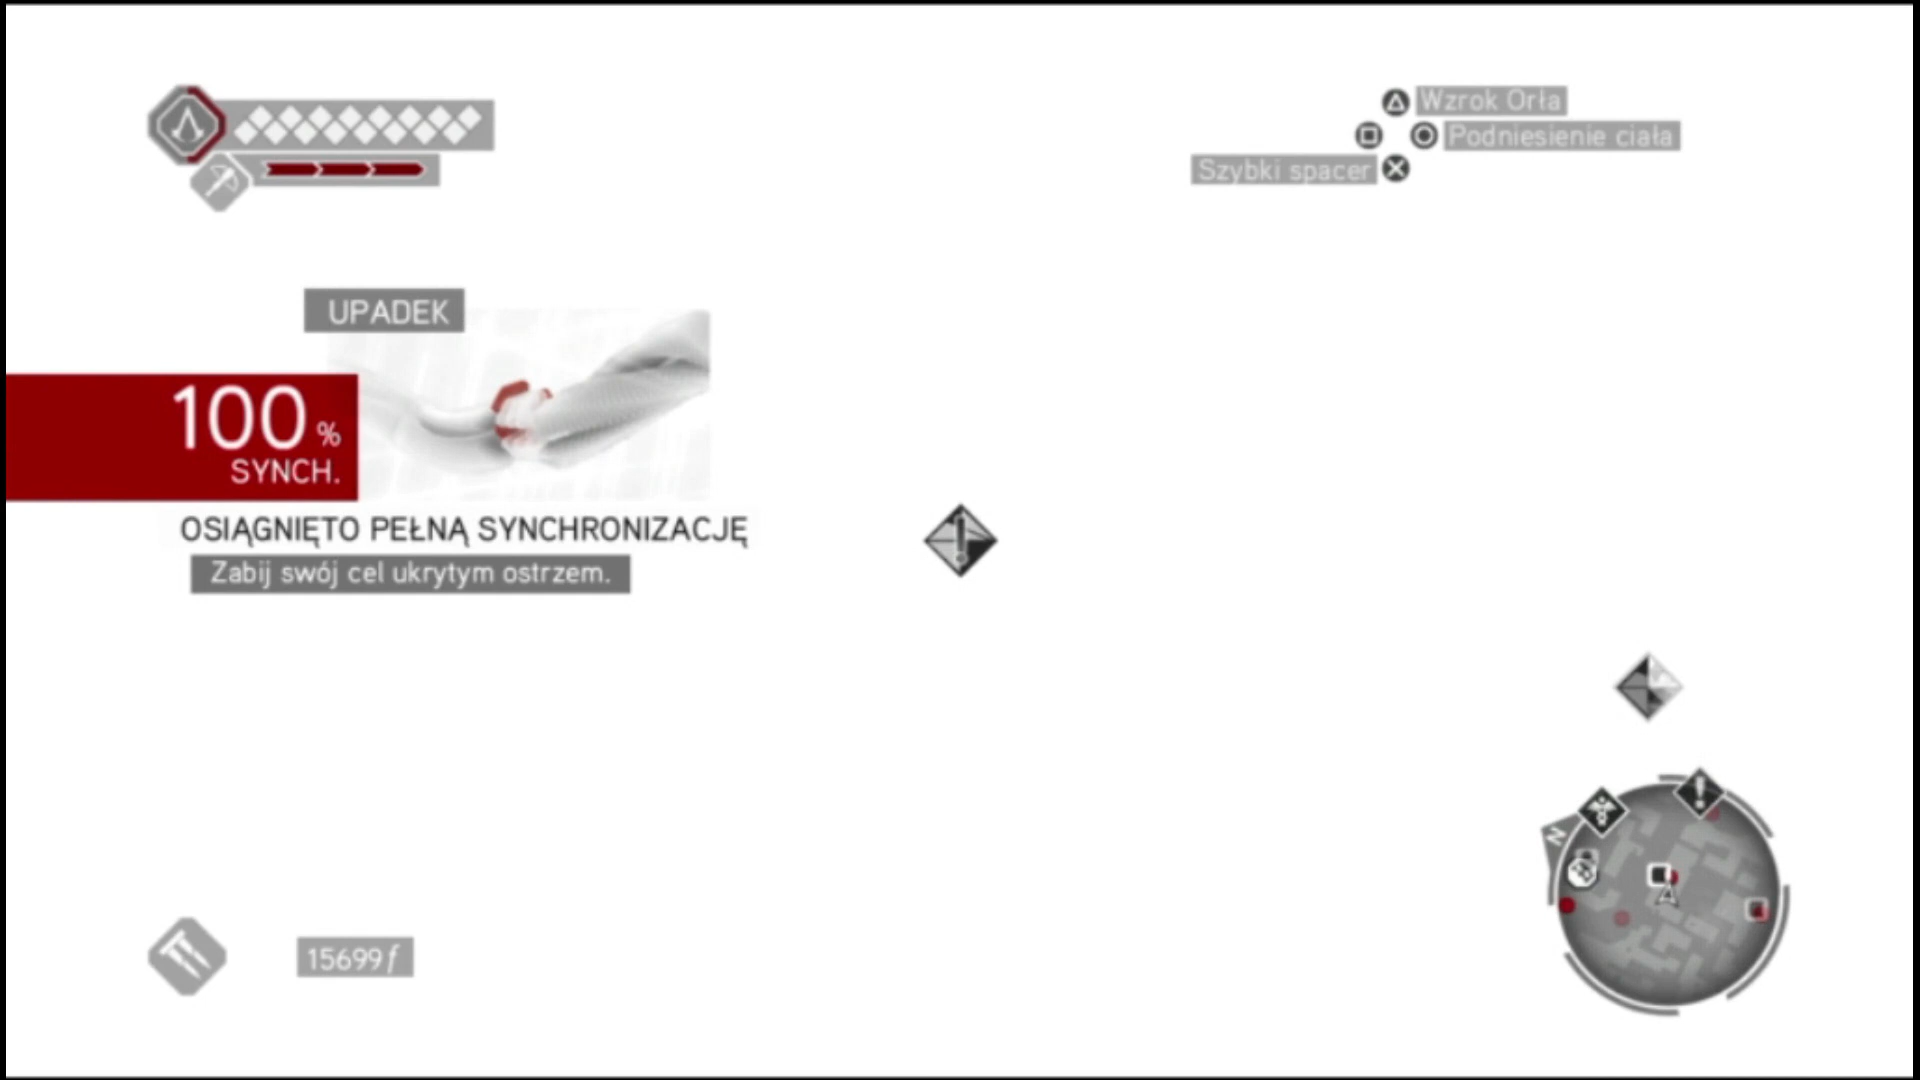 Wzrok Orła
Podniesienie ciała
Szybki spacer
UPADEK
100 %
SYNCH.
OSIĄGNIĘTO PEŁNĄ SYNCHRONIZACJĘ
Zabij swój cel ukrytym ostrzem.
N
15699 f